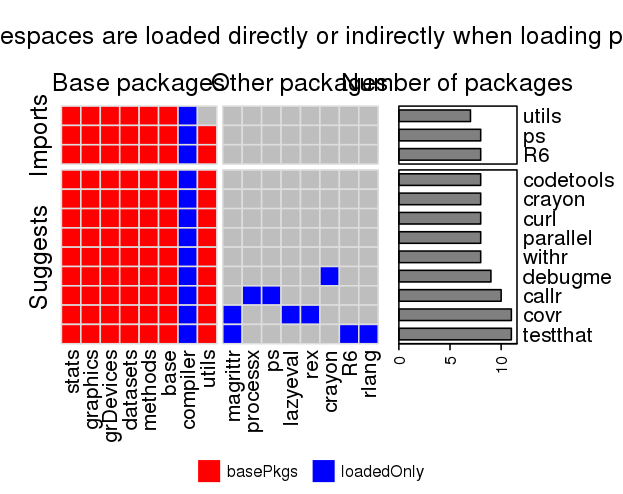 espaces are loaded directly or indirectly when loading p
Base packages
Other packages
Number of packages
Imports
Suggests
utils
ps
R6
codetools
crayon
curl
parallel
withr
debugme
callr
covr
testthat
0
5
10
stats
graphics
grDevices
datasets
methods
base
compiler
utils
magrittr
processx
ps
lazyeval
rex
crayon
R6
rlang
basePkgs
loadedOnly